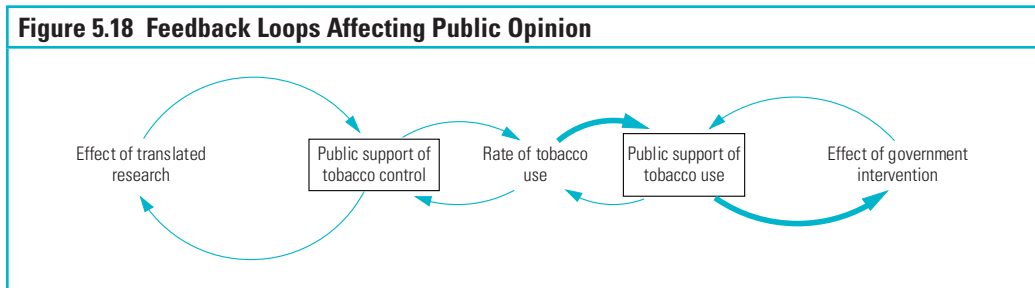 Figure 5.18 Feedback Loops Affecting Public Opinion
Effect of translated
research
Public support of
tobacco control
Rate of tobacco
use
Public support of
tobacco use
Effect of government
intervention